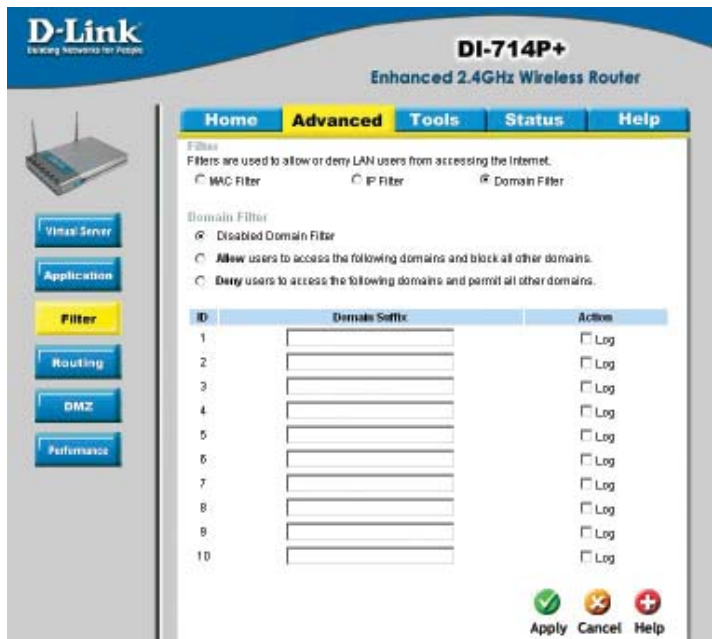 D-Link
Building Networks for People
DI-714P+
Enhanced 2.4GHz Wireless Router
Home Advanced Tools Status Help
Filter
Filters are used to allow or deny LAN users from accessing the Internet.
MAC Filter IP Filter Domain Filter
Domain Filter
Disabled Domain Filter
Allow users to access the following domains and block all other domains.
Deny users to access the following domains and permit all other domains.
Virtual Server
Application
Filter
Routing
DMZ
Performance
ID Domain Suffix Action
1 Log
2 Log
3 Log
4 Log
5 Log
6 Log
7 Log
8 Log
9 Log
10 Log
Apply Cancel Help